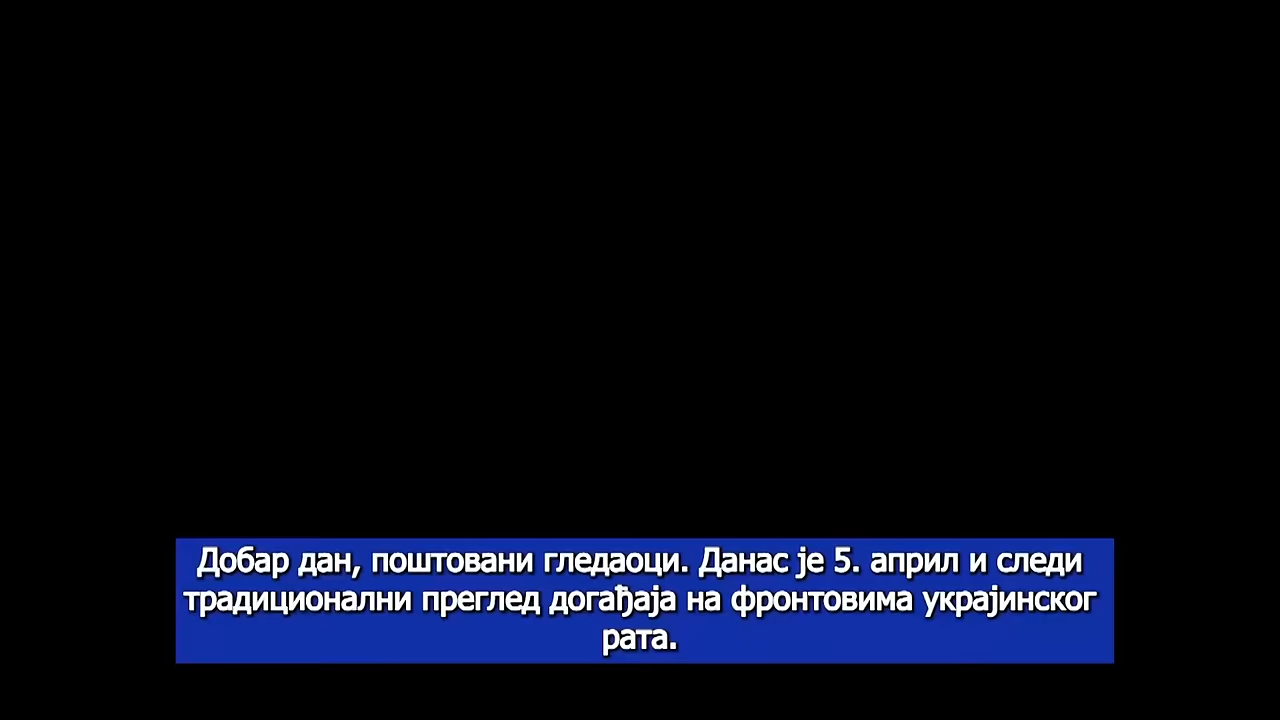 Добар дан, поштовани гледаоци. Данас је 5. април и следи
традиционални преглед догађаја на фронтовима украјинског
рата.